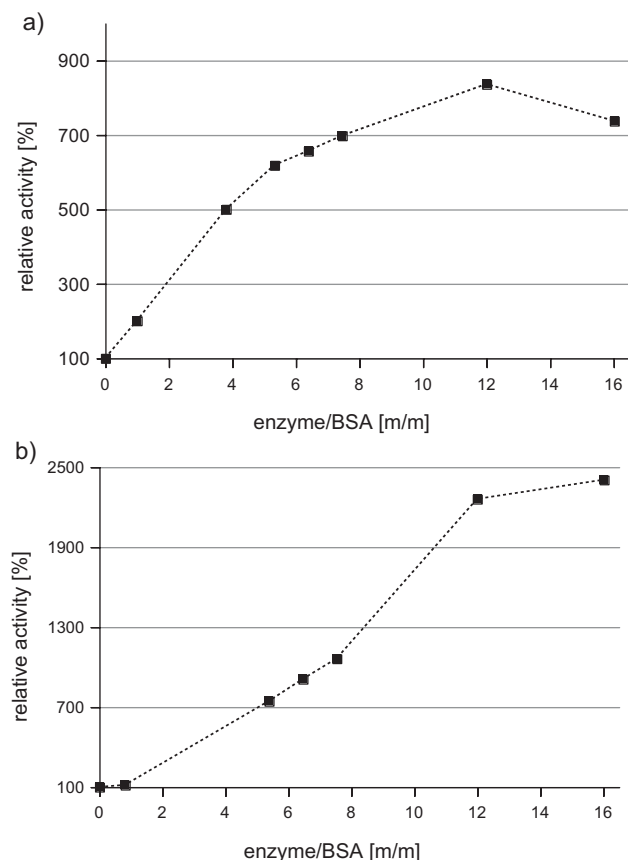 a)
900
700
500
300
100
relative activity [%]
0 2 4 6 8 10 12 14 16
enzyme/BSA [m/m]
b)
2500
1900
1300
700
100
relative activity [%]
0 2 4 6 8 10 12 14 16
enzyme/BSA [m/m]